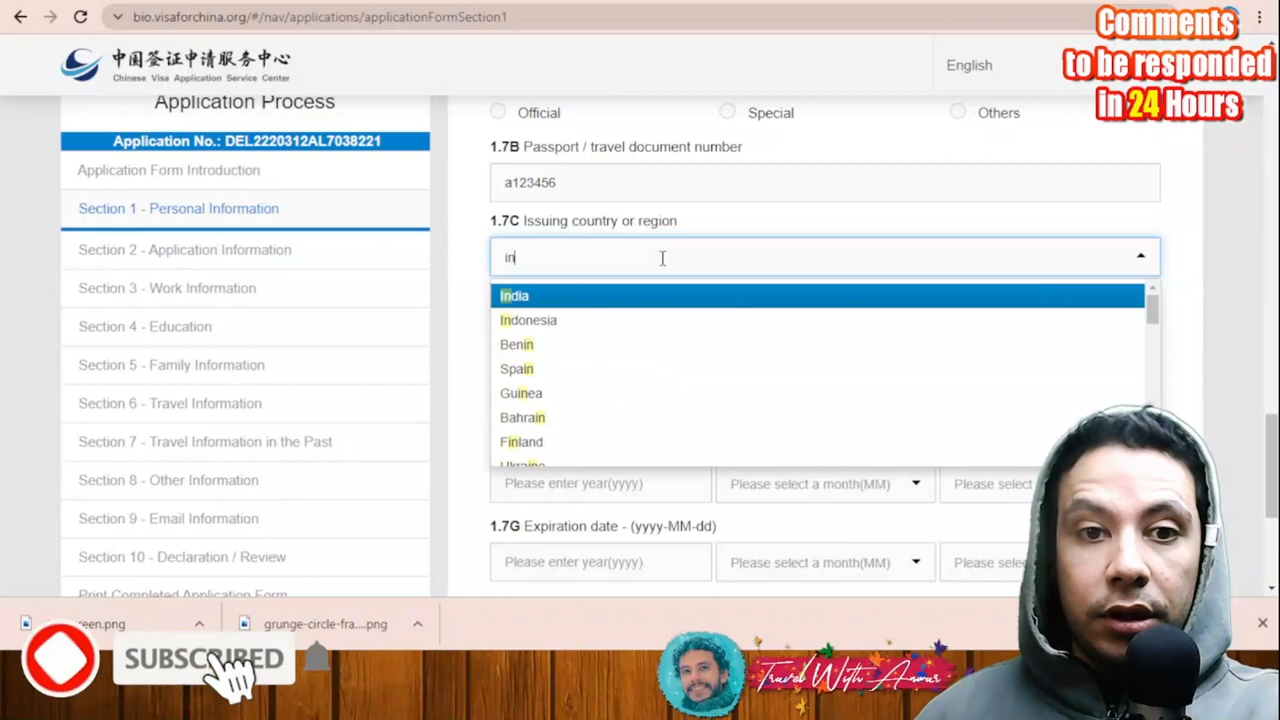 bio.visaforchina.org/#/nav/applications/applicationFormSection1
Comments
to be responded
in 24 Hours
中国签证申请服务中心
Chinese Visa Application Service Center
English
Application Process
Application No.: DEL2220312AL7038221
Application Form Introduction
Section 1 - Personal Information
Section 2 - Application Information
Section 3 - Work Information
Section 4 - Education
Section 5 - Family Information
Section 6 - Travel Information
Section 7 - Travel Information in the Past
Section 8 - Other Information
Section 9 - Email Information
Section 10 - Declaration / Review
Print Completed Application Form
Official
Special
Others
1.7B Passport / travel document number
a123456
1.7C Issuing country or region
in
India
Indonesia
Benin
Spain
Guinea
Bahrain
Finland
Ukraine
Please enter year(yyyy)
Please select a month(MM)
Please select
1.7G Expiration date - (yyyy-MM-dd)
Please enter year(yyyy)
Please select a month(MM)
een.png
grunge-circle-fra....png
SUBSCRIBED
Travel With Anwar